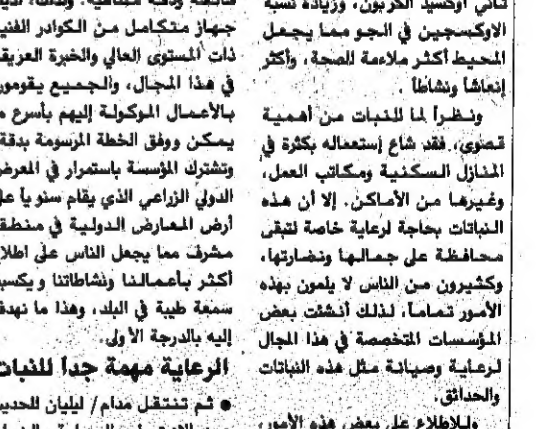 ثاني أوكسيد الكربون، وزيادة نسبة
الاوكسجين في الجو مما يجعل
المحيط أكثر ملاءمة للصحة، وأكثر
إنعاشاً ونشاطاً .
ونظراً لما للنبات من أهمية
قصوى، فقد شاع إستعماله بكثرة في
المنازل السكنية ومكاتب العمل،
وغيرها من الأماكن. إلا أن هذه
النباتات بحاجة لرعاية خاصة لتبقى
محافظة على جمالها ونضارتها،
وكثيرون من الناس لا يلمون بهذه
الأمور تماماً، لذلك أنشئت بعض
المؤسسات المتخصصة في هذا المجال
لرعاية وصيانة مثل هذه النباتات
والحدائق.
وللاطلاع على بعض هذه الأمور،
جهاز متكامل من الكوادر الفنية
ذات المستوى العالي والخبرة العريقة
في هذا المجال، والجميع يقومون
بالأعمال الموكولة إليهم بأسرع ما
يمكن ووفق الخطة المرسومة بدقة
وتشترك المؤسسة باستمرار في المعرض
الدولي الزراعي الذي يقام سنوياً على
أرض المعارض الدولية في منطقة
مشرف مما يجعل الناس على اطلاع
أكثر بأعمالنا ونشاطاتنا ويكسبنا
سمعة طيبة في البلد، وهذا ما نهدف
إليه بالدرجة الأولى.
الرعاية مهمة جداً للنبات
● ثم تنتقل مدام/ ليليان للحديث